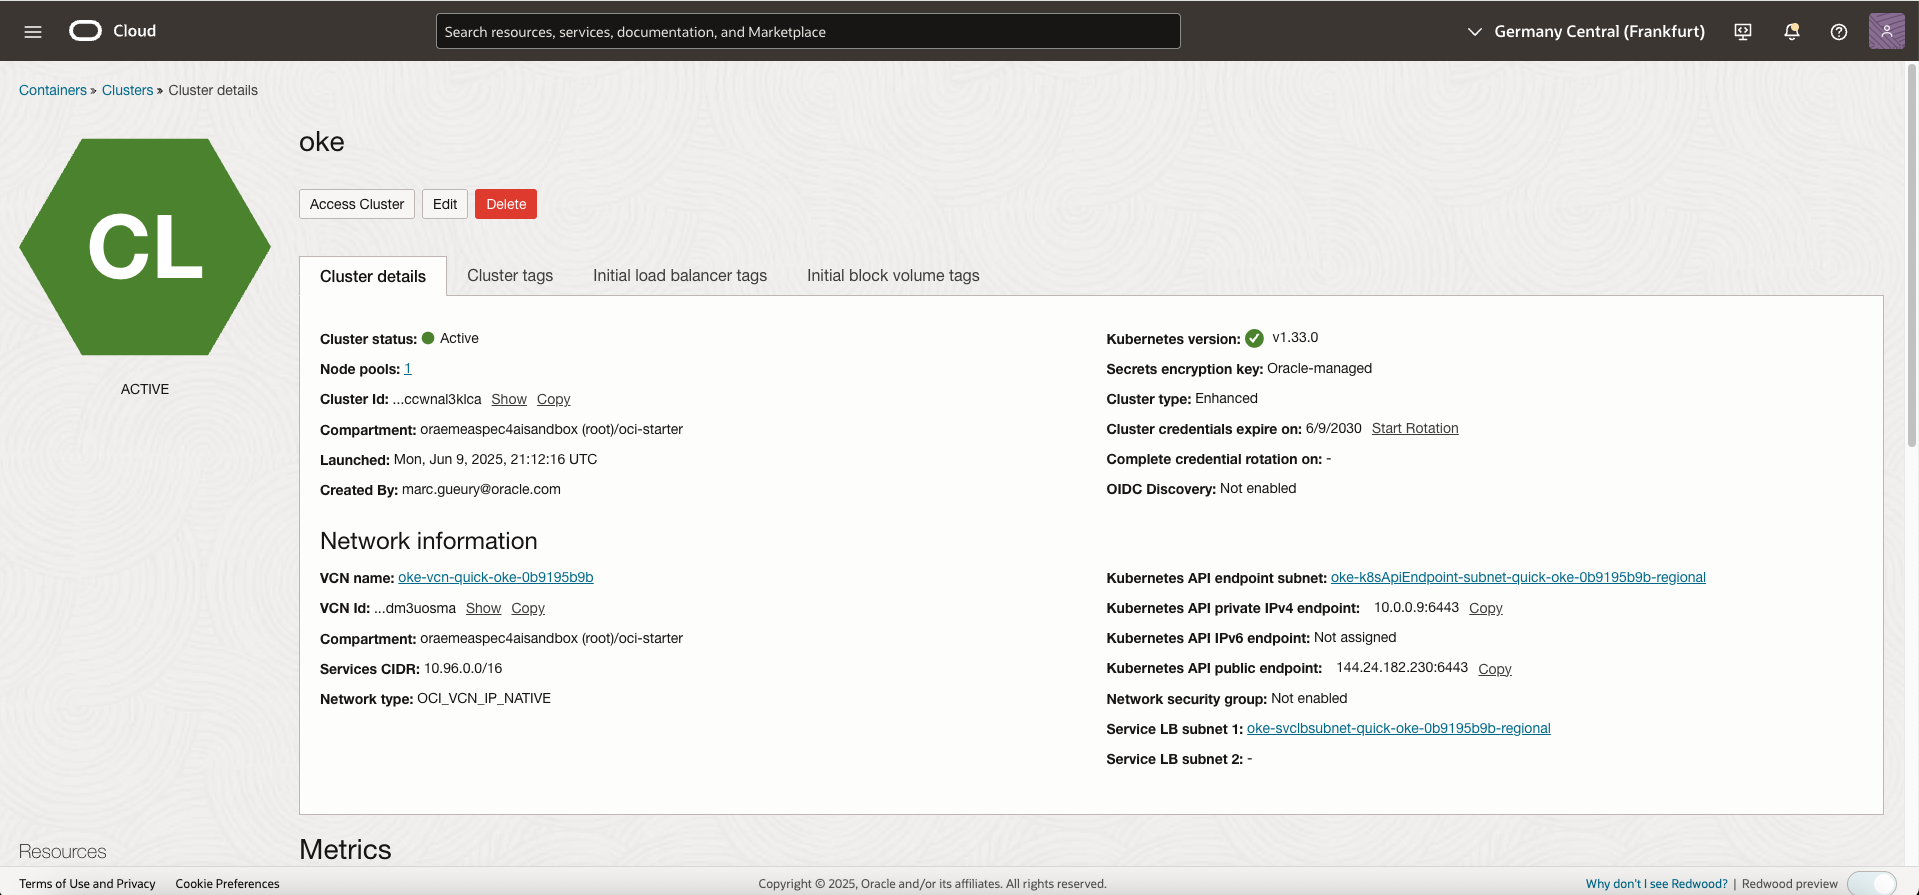 Cloud
Search resources, services, documentation, and Marketplace
Germany Central (Frankfurt)
Containers » Clusters » Cluster details
CL
ACTIVE
oke
Access Cluster Edit Delete
Cluster details Cluster tags Initial load balancer tags Initial block volume tags
Cluster status: Active
Node pools: 1
Cluster Id: ...ccwnal3klca Show Copy
Compartment: oraemeaspec4aisandbox (root)/oci-starter
Launched: Mon, Jun 9, 2025, 21:12:16 UTC
Created By: marc.gueury@oracle.com
Kubernetes version: v1.33.0
Secrets encryption key: Oracle-managed
Cluster type: Enhanced
Cluster credentials expire on: 6/9/2030 Start Rotation
Complete credential rotation on: -
OIDC Discovery: Not enabled
Network information
VCN name: oke-vcn-quick-oke-0b9195b9b
VCN Id: ...dm3uosma Show Copy
Compartment: oraemeaspec4aisandbox (root)/oci-starter
Services CIDR: 10.96.0.0/16
Network type: OCI_VCN_IP_NATIVE
Kubernetes API endpoint subnet: oke-k8sApiEndpoint-subnet-quick-oke-0b9195b9b-regional
Kubernetes API private IPv4 endpoint: 10.0.0.9:6443 Copy
Kubernetes API IPv6 endpoint: Not assigned
Kubernetes API public endpoint: 144.24.182.230:6443 Copy
Network security group: Not enabled
Service LB subnet 1: oke-svclbsubnet-quick-oke-0b9195b9b-regional
Service LB subnet 2: -
Resources
Metrics
Terms of Use and Privacy Cookie Preferences
Copyright © 2025, Oracle and/or its affiliates. All rights reserved.
Why don't I see Redwood? | Redwood preview